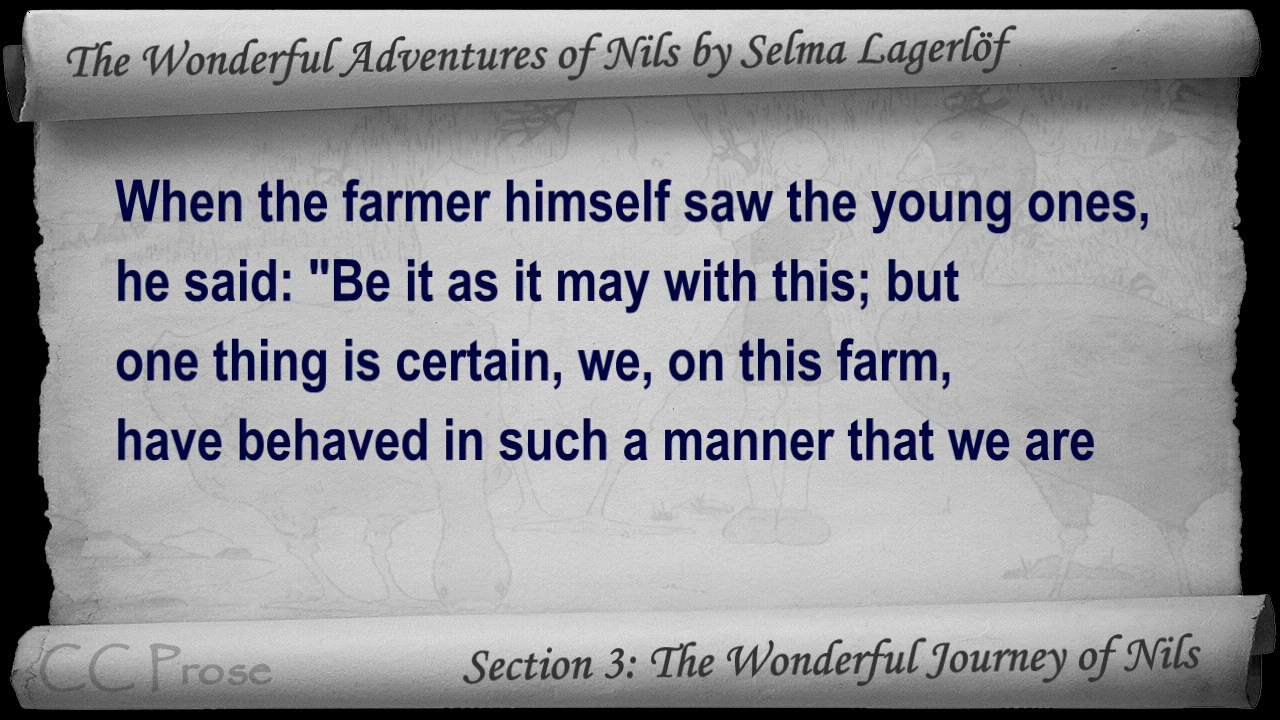 The Wonderful Adventures of Nils by Selma Lagerlöf
When the farmer himself saw the young ones,
he said: "Be it as it may with this; but
one thing is certain, we, on this farm,
have behaved in such a manner that we are
CC Prose
Section 3: The Wonderful Journey of Nils